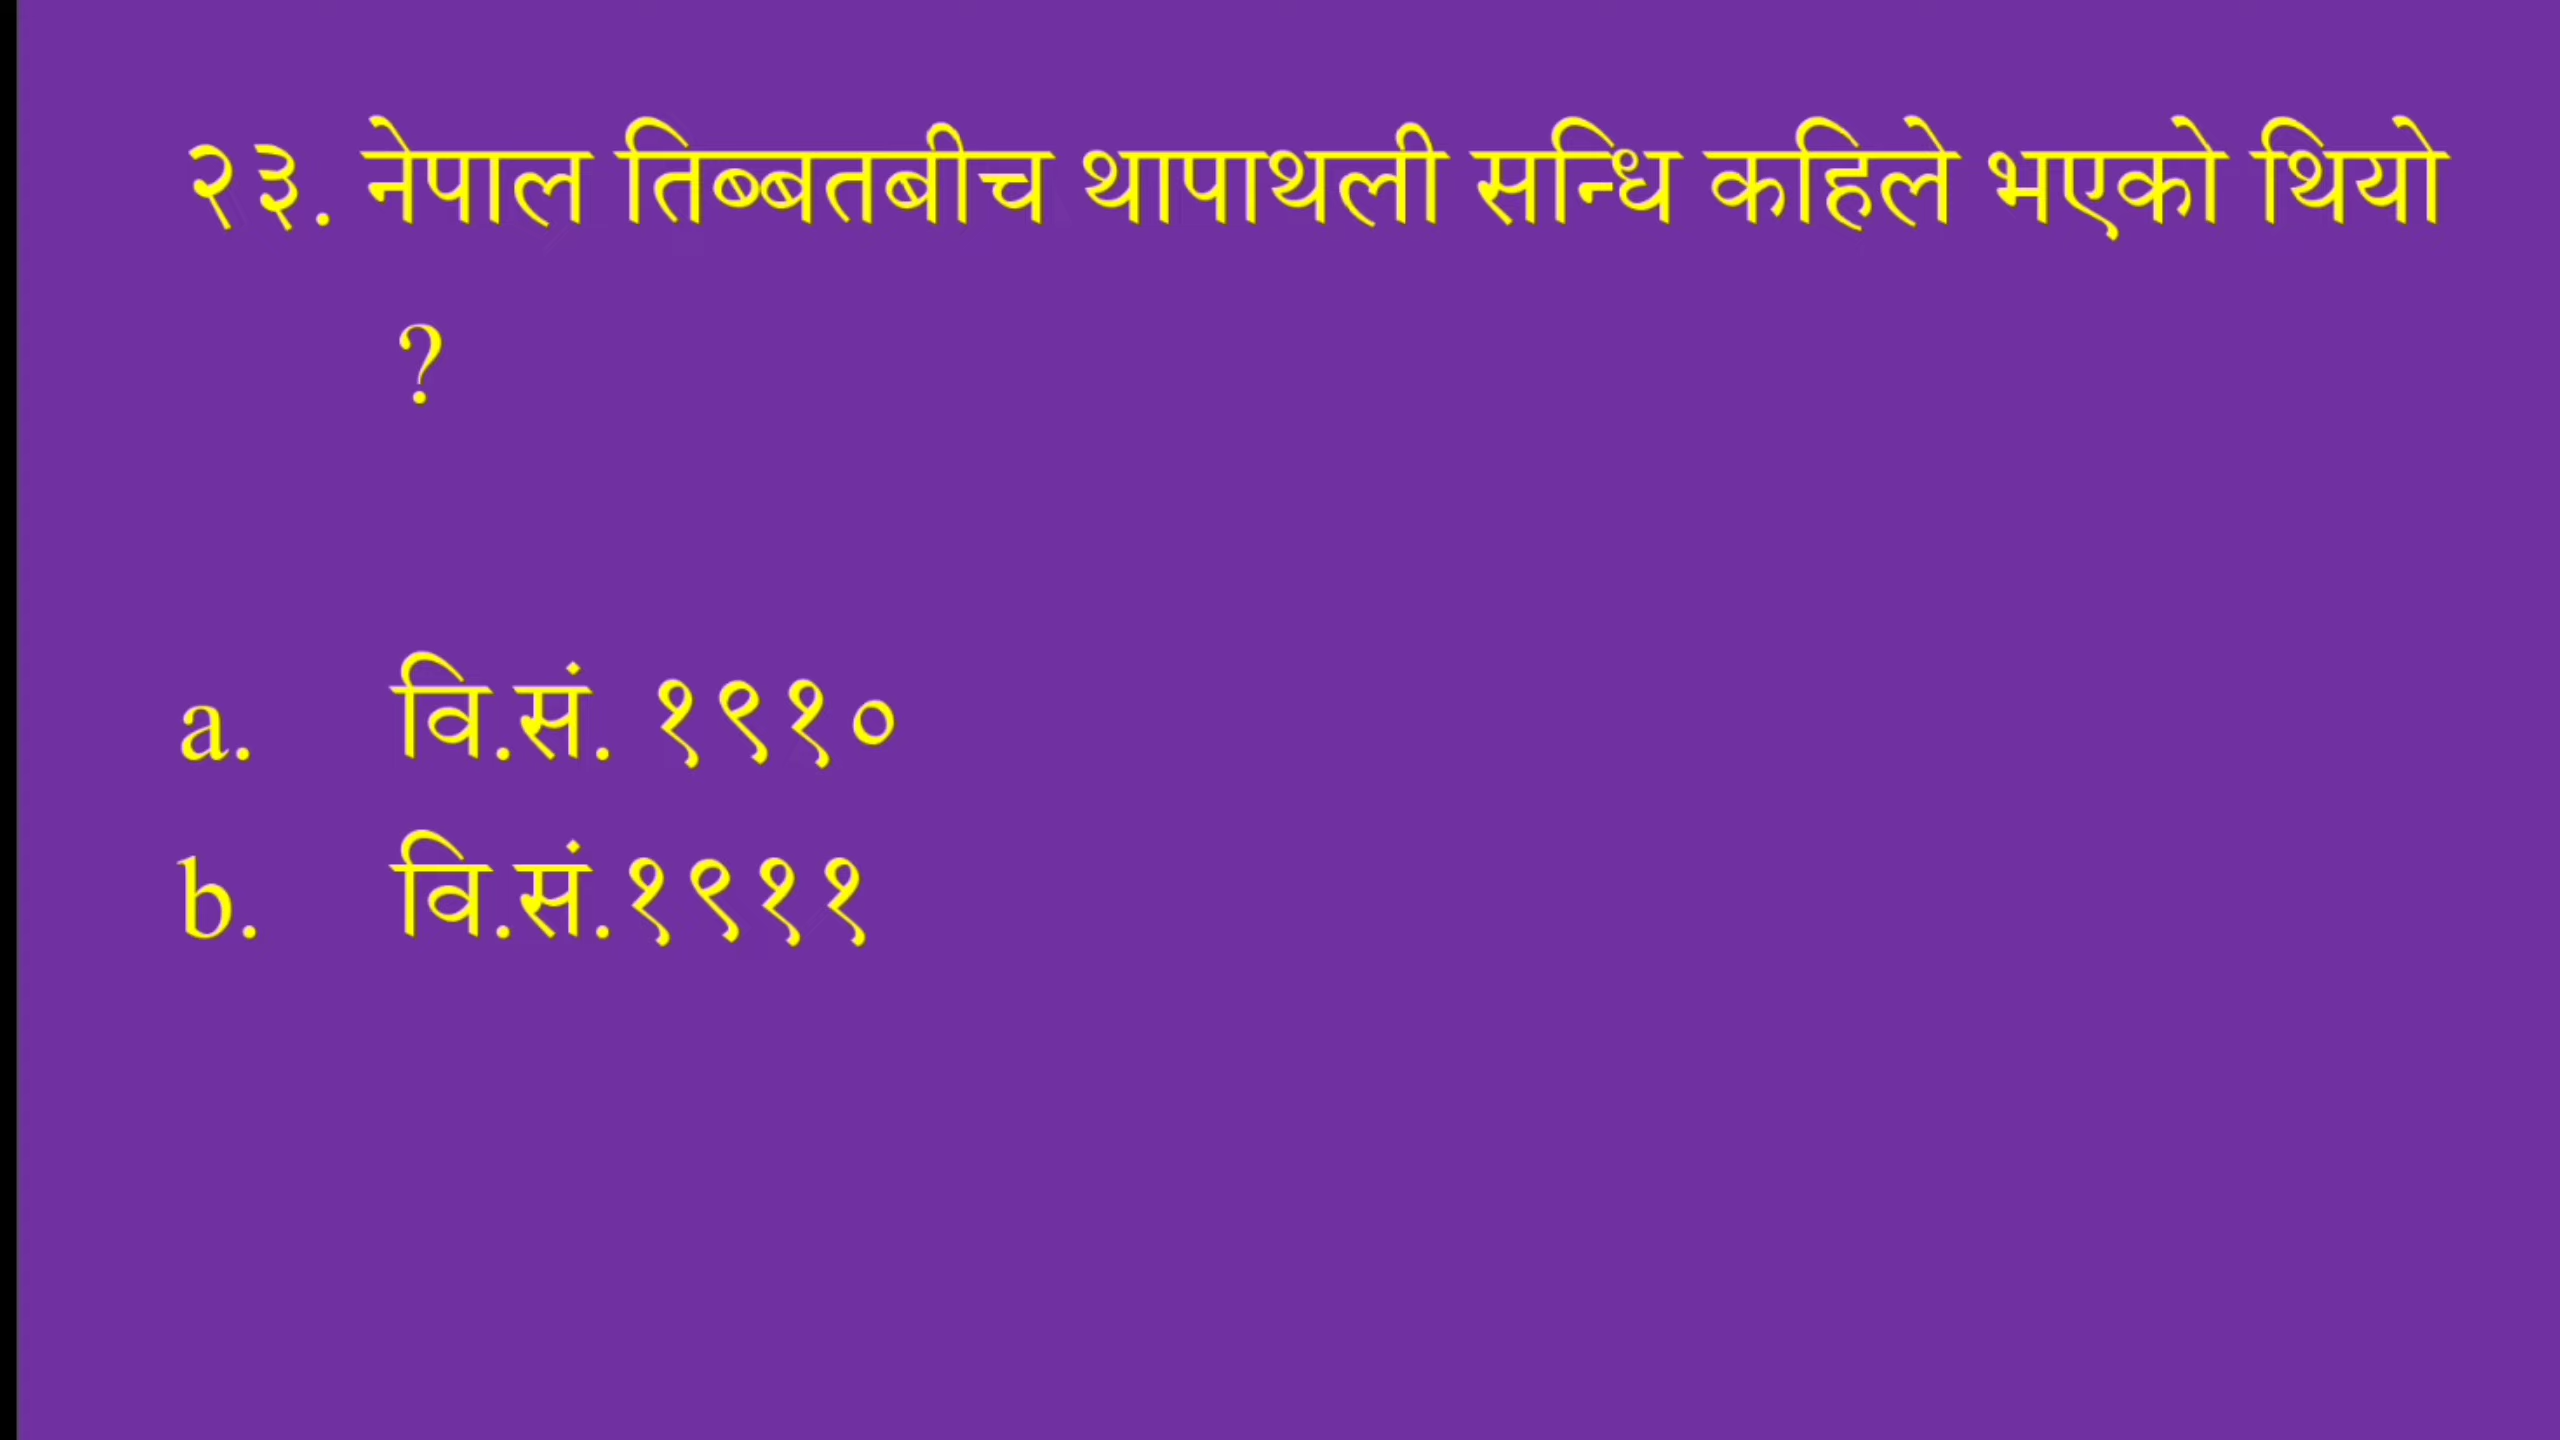 २३. नेपाल तिब्बतबीच थापाथली सन्धि कहिले भएको थियो
?
a. वि.सं. १९१०
b. वि.सं.१९११